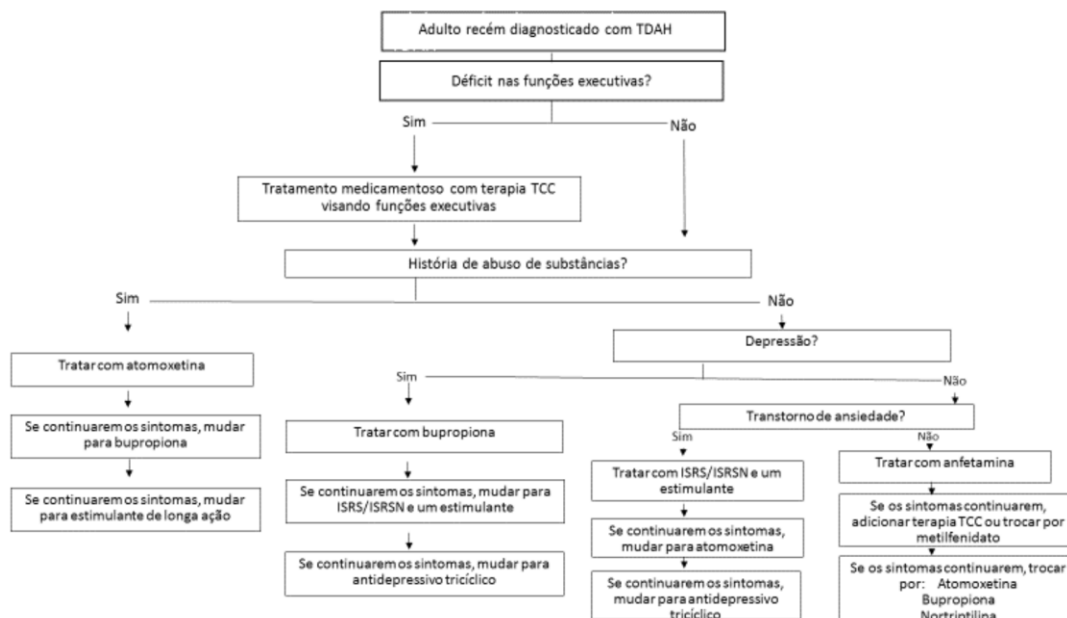 Adulto recém diagnosticado com TDAH
Déficit nas funções executivas?
Sim
Não
Tratamento medicamentoso com terapia TCC
visando funções executivas
História de abuso de substâncias?
Sim
Não
Tratar com atomoxetina
Se continuarem os sintomas, mudar
para bupropiona
Se continuarem os sintomas, mudar
para estimulante de longa ação
Depressão?
Sim
Não
Tratar com bupropiona
Se continuarem os sintomas, mudar para
ISRS/ISRSN e um estimulante
Se continuarem os sintomas, mudar para
antidepressivo tricíclico
Transtorno de ansiedade?
Sim
Não
Tratar com ISRS/ISRSN e um
estimulante
Se continuarem os sintomas,
mudar para atomoxetina
Se continuarem os sintomas,
mudar para antidepressivo
tricíclico
Tratar com anfetamina
Se os sintomas continuarem,
adicionar terapia TCC ou trocar por
metilfenidato
Se os sintomas continuarem, trocar
por: Atomoxetina
Bupropiona
Nortriptilina